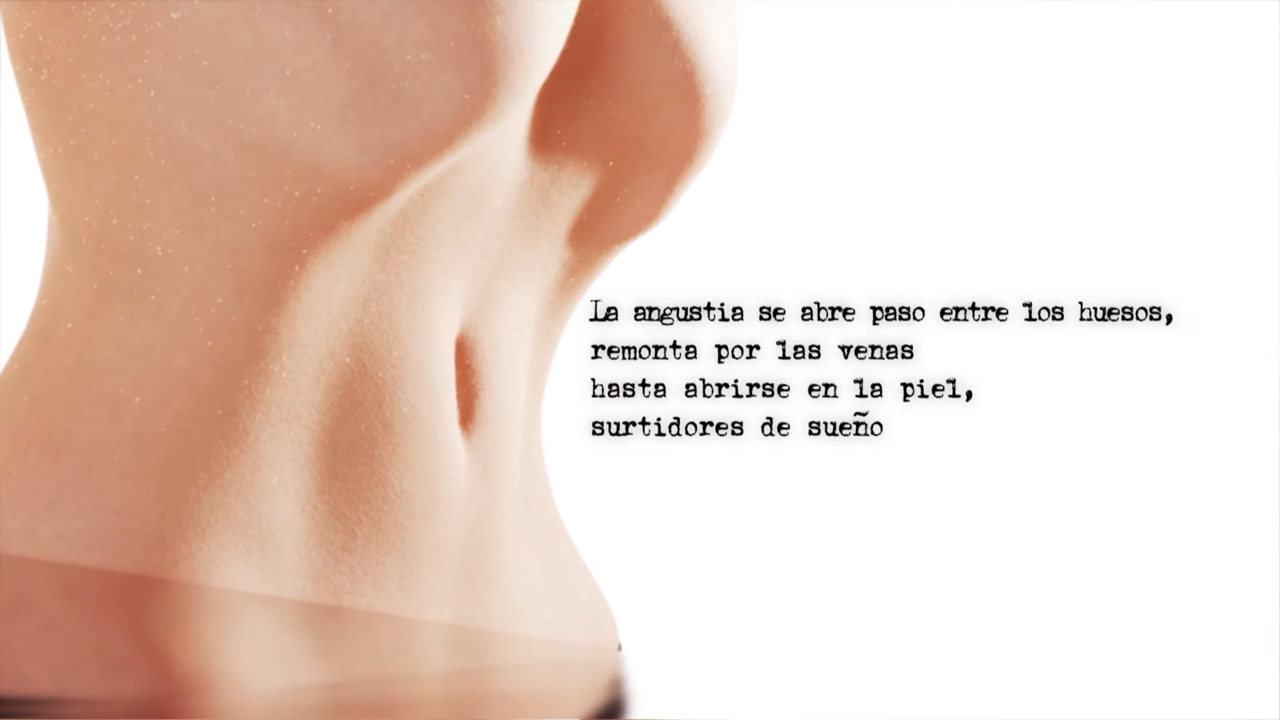 La angustia se abre paso entre los huesos,
remonta por las venas
hasta abrirse en la piel,
surtidores de sueño